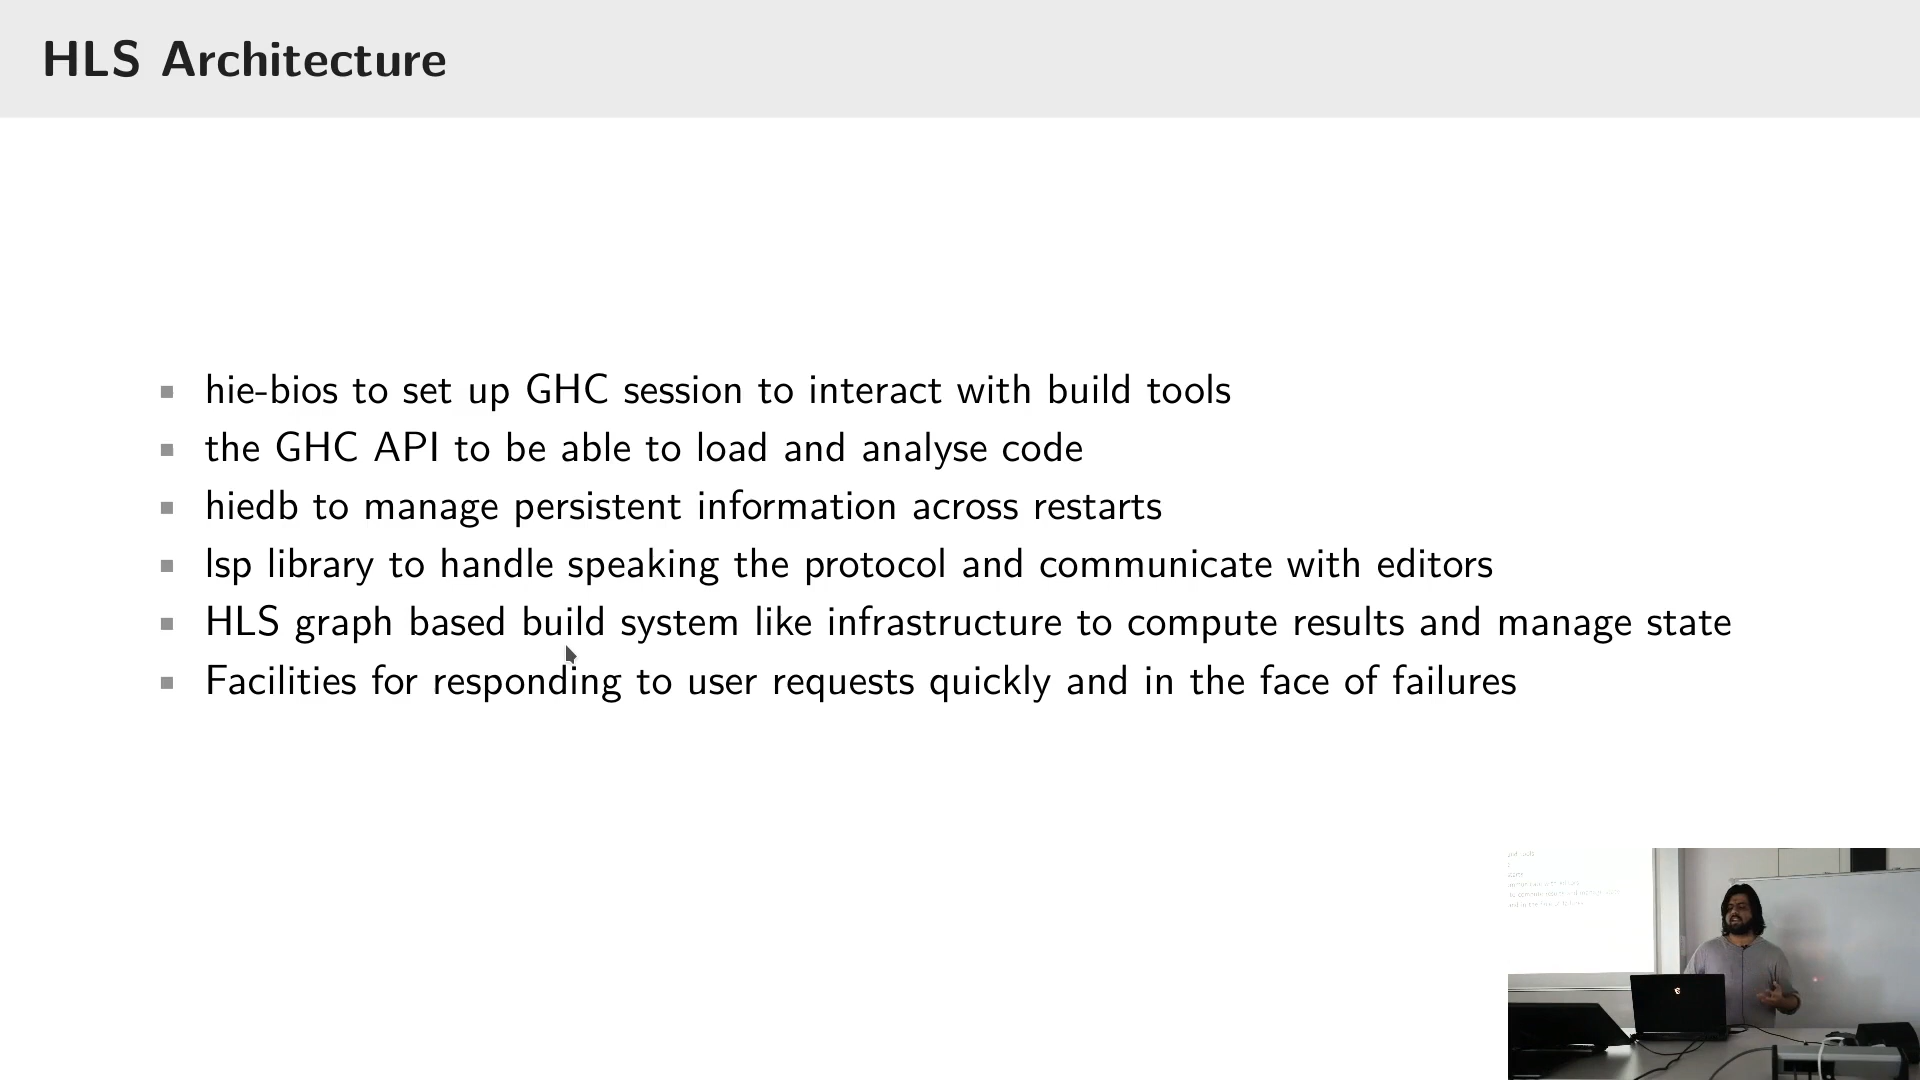 HLS Architecture
hie-bios to set up GHC session to interact with build tools
the GHC API to be able to load and analyse code
hiedb to manage persistent information across restarts
lsp library to handle speaking the protocol and communicate with editors
HLS graph based build system like infrastructure to compute results and manage state
Facilities for responding to user requests quickly and in the face of failures